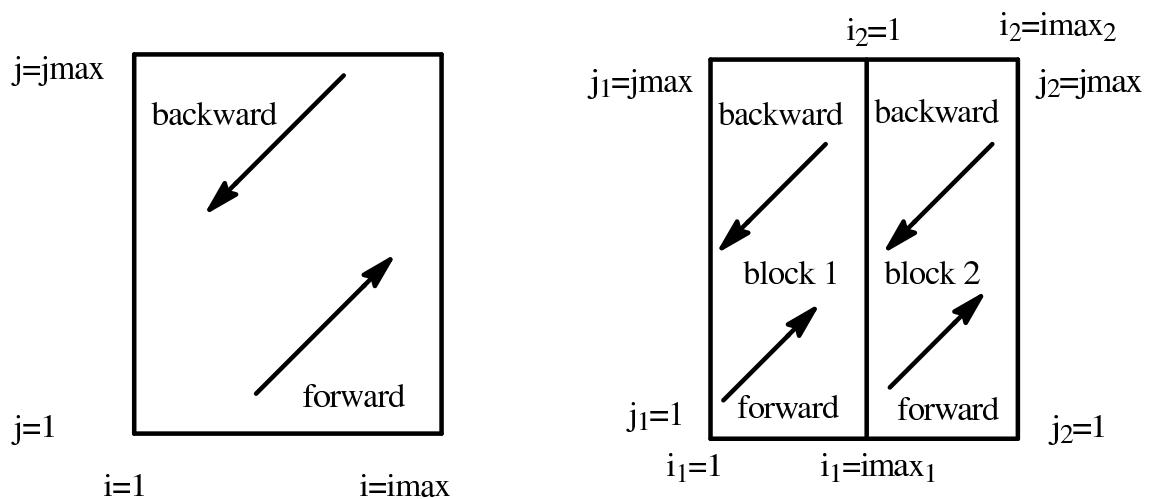 j=jmax
backward
forward
j=1
i=1
i=imax
i₂=1
i₂=imax₂
j₁=jmax
j₂=jmax
backward
backward
block 1
block 2
j₁=1
forward
forward
j₂=1
i₁=1
i₁=imax₁